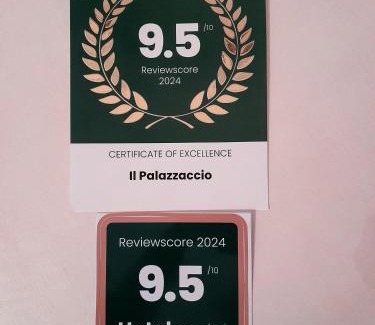 9.5 /10
Reviewscore
2024
CERTIFICATE OF EXCELLENCE
Il Palazzaccio
Reviewscore 2024
9.5 /10